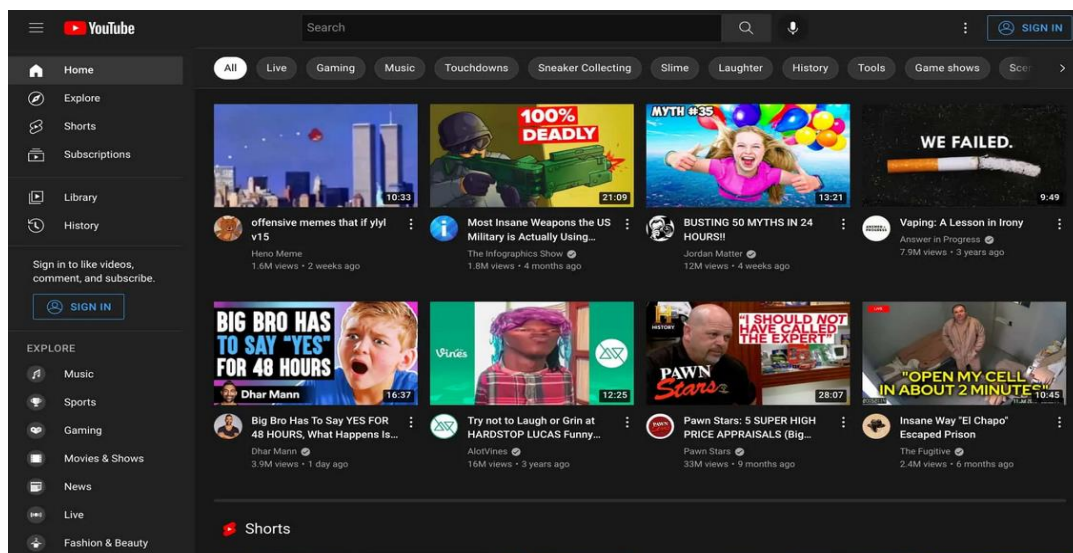 YouTube
Search
SIGN IN
Home
Explore
Shorts
Subscriptions
Library
History
Sign in to like videos,
comment, and subscribe.
SIGN IN
EXPLORE
Music
Sports
Gaming
Movies & Shows
News
Live
Fashion & Beauty
All Live Gaming Music Touchdowns Sneaker Collecting Slime Laughter History Tools Game shows
10:33
offensive memes that if ylyl
v15
Heno Meme
1.6M views • 2 weeks ago
100%
DEADLY
21:09
Most Insane Weapons the US
Military is Actually Using...
The Infographics Show
1.8M views • 4 months ago
MYTH #35
13:21
BUSTING 50 MYTHS IN 24
HOURS!!
Jordan Matter
12M views • 4 weeks ago
WE FAILED.
9:49
Vaping: A Lesson in Irony
Answer in Progress
7.9M views • 3 years ago
BIG BRO HAS
TO SAY "YES"
FOR 48 HOURS
Dhar Mann
16:37
Big Bro Has To Say YES FOR
48 HOURS, What Happens Is...
Dhar Mann
3.9M views • 1 day ago
Vines
12:25
Try not to Laugh or Grin at
HARDSTOP LUCAS Funny...
AlotVines
16M views • 3 years ago
HISTORY
"I SHOULD NOT
HAVE CALLED
THE EXPERT"
PAWN
Stars
28:07
Pawn Stars: 5 SUPER HIGH
PRICE APPRAISALS (Big...
Pawn Stars
33M views • 9 months ago
LIVE
"OPEN MY CELL
IN ABOUT 2 MINUTES"
10:45
Insane Way "El Chapo"
Escaped Prison
The Fugitive
2.4M views • 6 months ago
Shorts